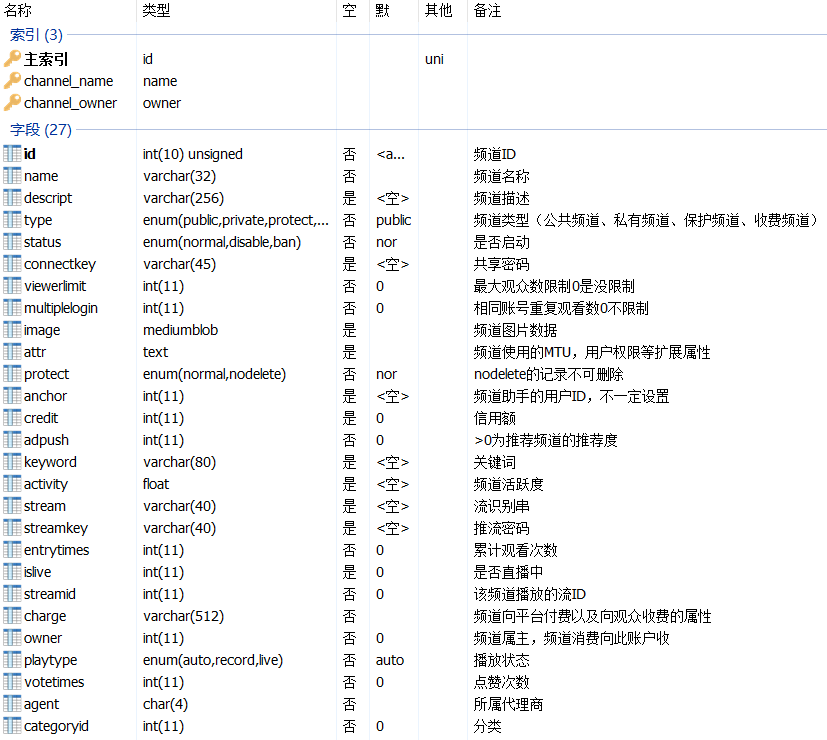 名称 类型 空 默 其他 备注
索引 (3)
主索引 id uni
channel_name name
channel_owner owner
字段 (27)
id int(10) unsigned 否 <a... 频道ID
name varchar(32) 否 频道名称
descript varchar(256) 是 <空> 频道描述
type enum(public,private,protect,... 否 public 频道类型（公共频道、私有频道、保护频道、收费频道）
status enum(normal,disable,ban) 否 nor 是否启动
connectkey varchar(45) 是 <空> 共享密码
viewerlimit int(11) 否 0 最大观众数限制0是没限制
multiplelogin int(11) 否 0 相同账号重复观看数0不限制
image mediumblob 是 频道图片数据
attr text 是 频道使用的MTU，用户权限等扩展属性
protect enum(normal,nodelete) 否 nor nodelete的记录不可删除
anchor int(11) 是 <空> 频道助手的用户ID，不一定设置
credit int(11) 是 0 信用额
adpush int(11) 否 0 >0为推荐频道的推荐度
keyword varchar(80) 是 <空> 关键词
activity float 是 <空> 频道活跃度
stream varchar(40) 是 <空> 流识别串
streamkey varchar(40) 是 <空> 推流密码
entrytimes int(11) 否 0 累计观看次数
islive int(11) 是 0 是否直播中
streamid int(11) 否 0 该频道播放的流ID
charge varchar(512) 否 频道向平台付费以及向观众收费的属性
owner int(11) 否 0 频道属主，频道消费向此账户收
playtype enum(auto,record,live) 否 auto 播放状态
votetimes int(11) 否 0 点赞次数
agent char(4) 否 所属代理商
categoryid int(11) 否 0 分类